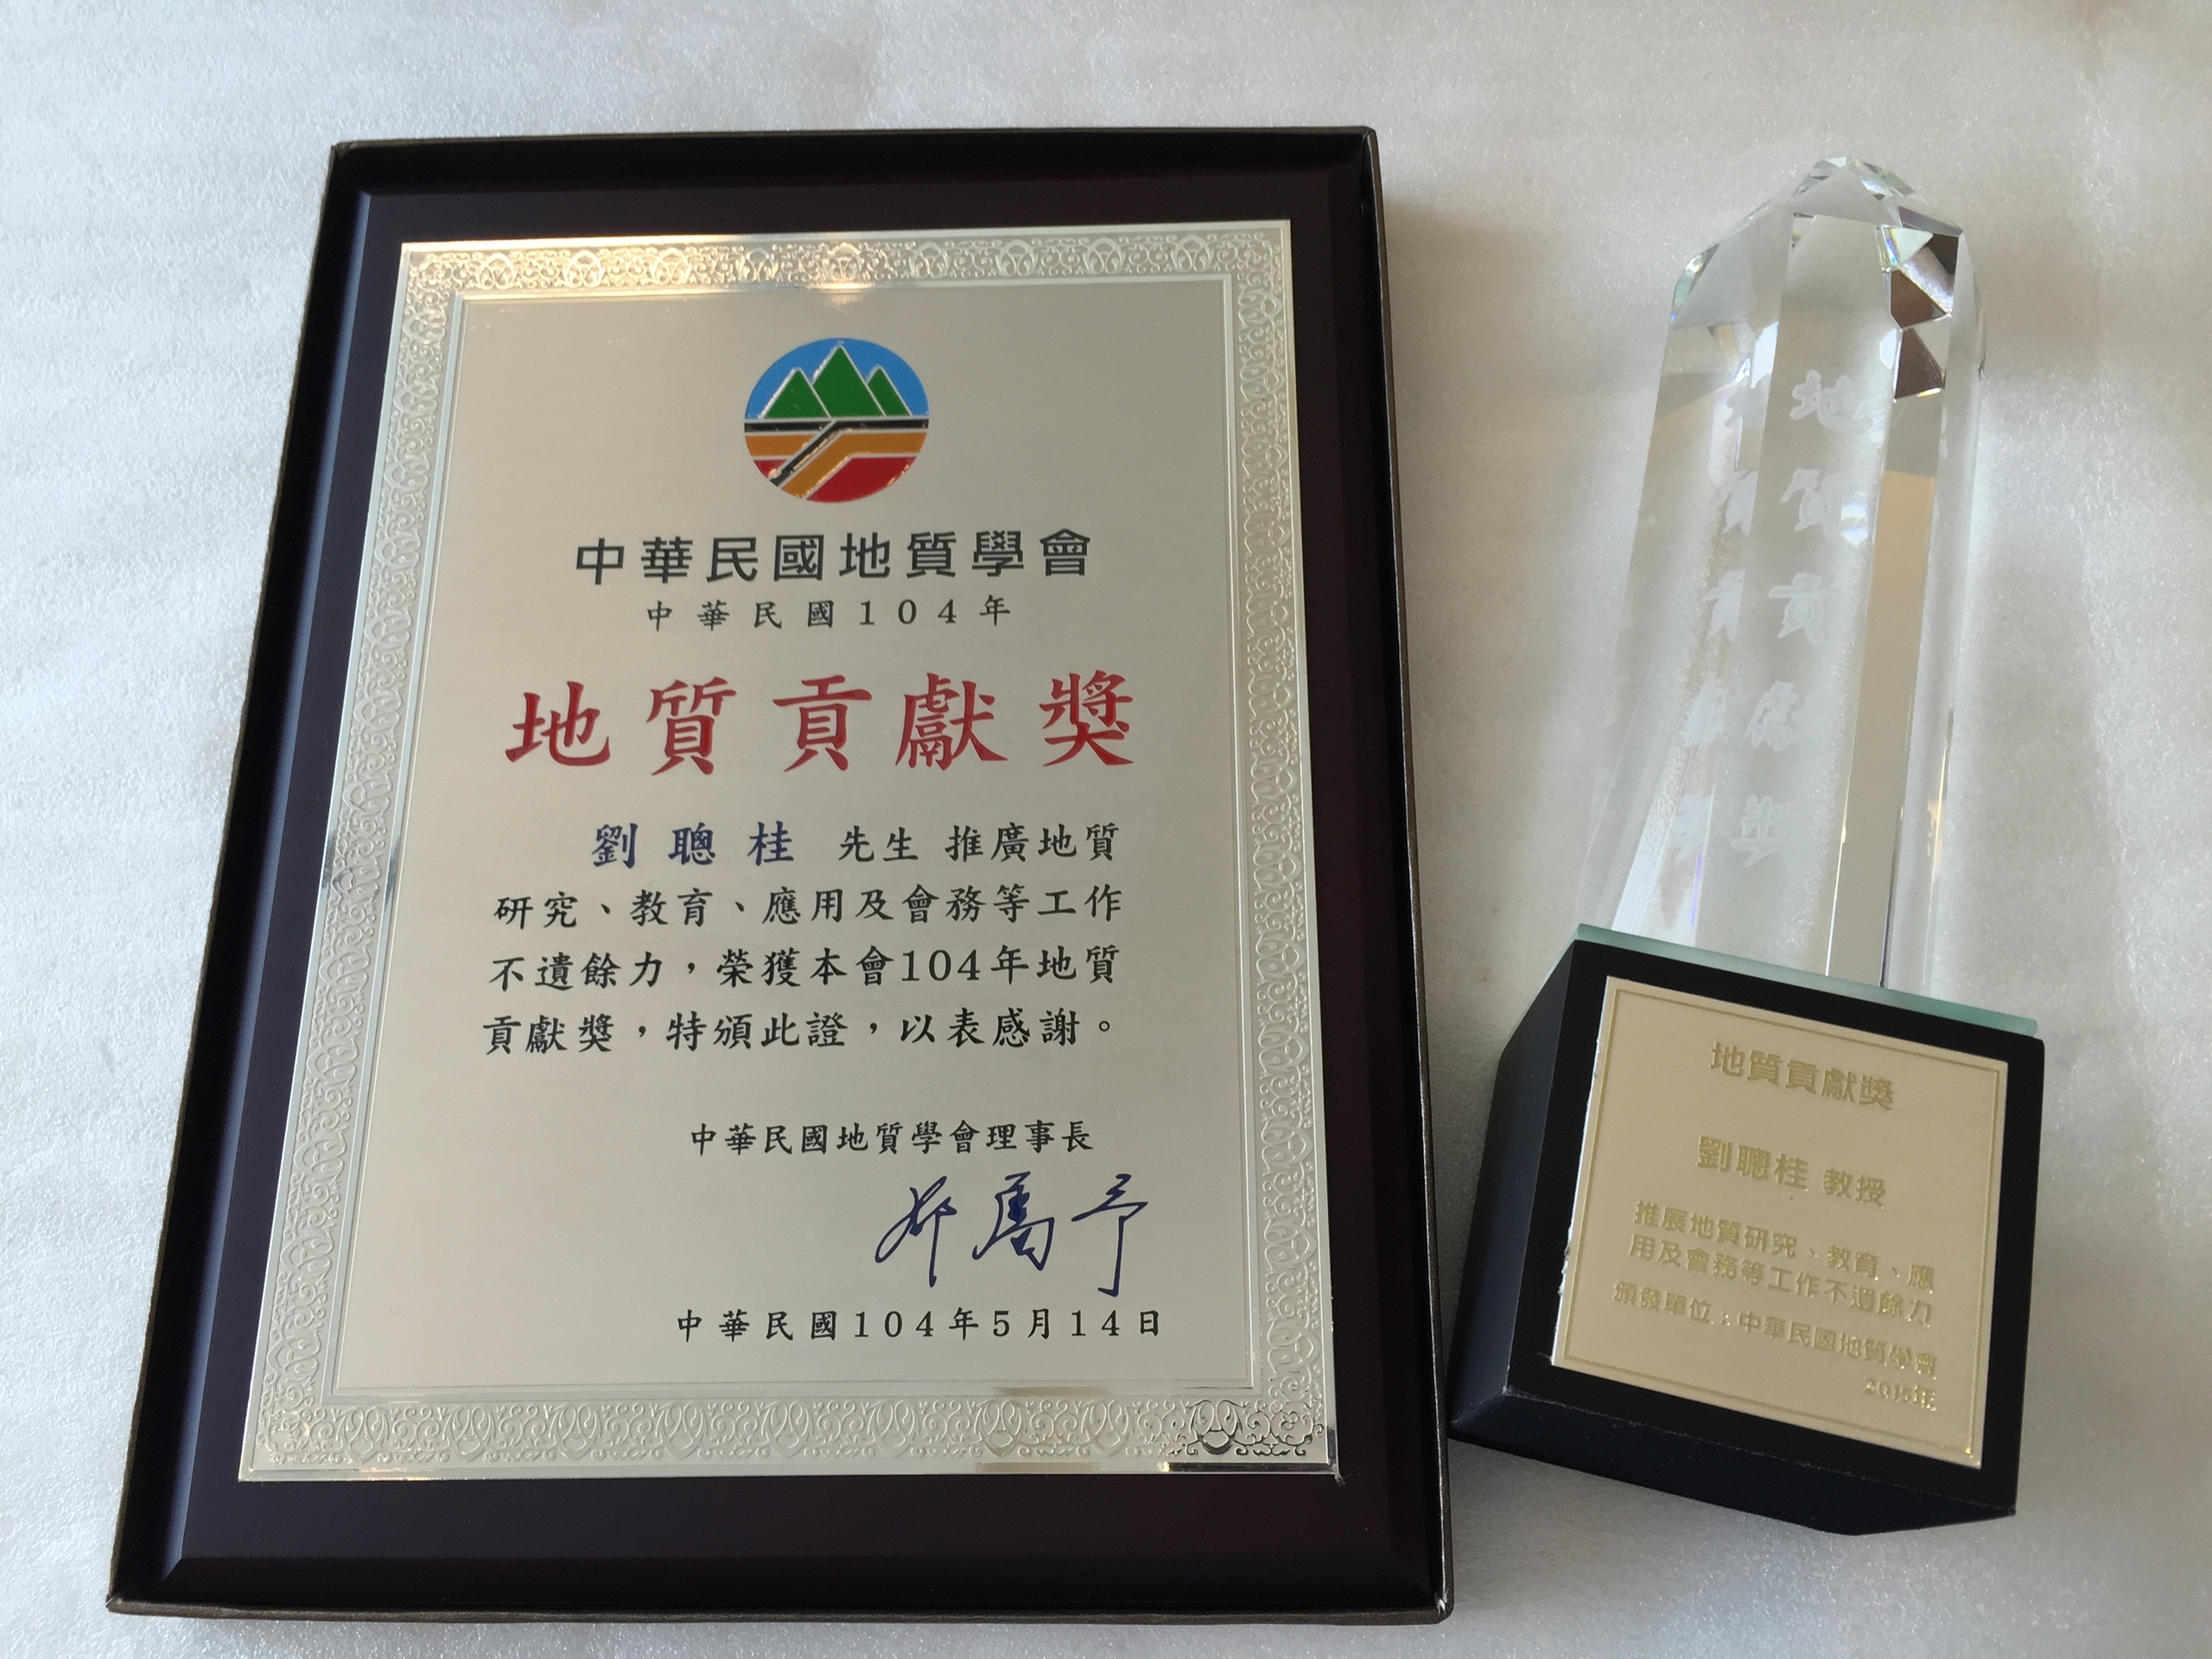 中華民國地質學會
中華民國104年
地質貢獻獎
劉聰桂 先生 推廣地質
研究、教育、應用及會務等工作
不遺餘力，榮獲本會104年地質
貢獻獎，特頒此證，以表感謝。
中華民國地質學會理事長
中華民國104年5月14日
地質貢獻獎
地質貢獻獎
劉聰桂 教授
推展地質研究、教育、應
用及會務等工作不遺餘力
頒發單位：中華民國地質學會
2015年